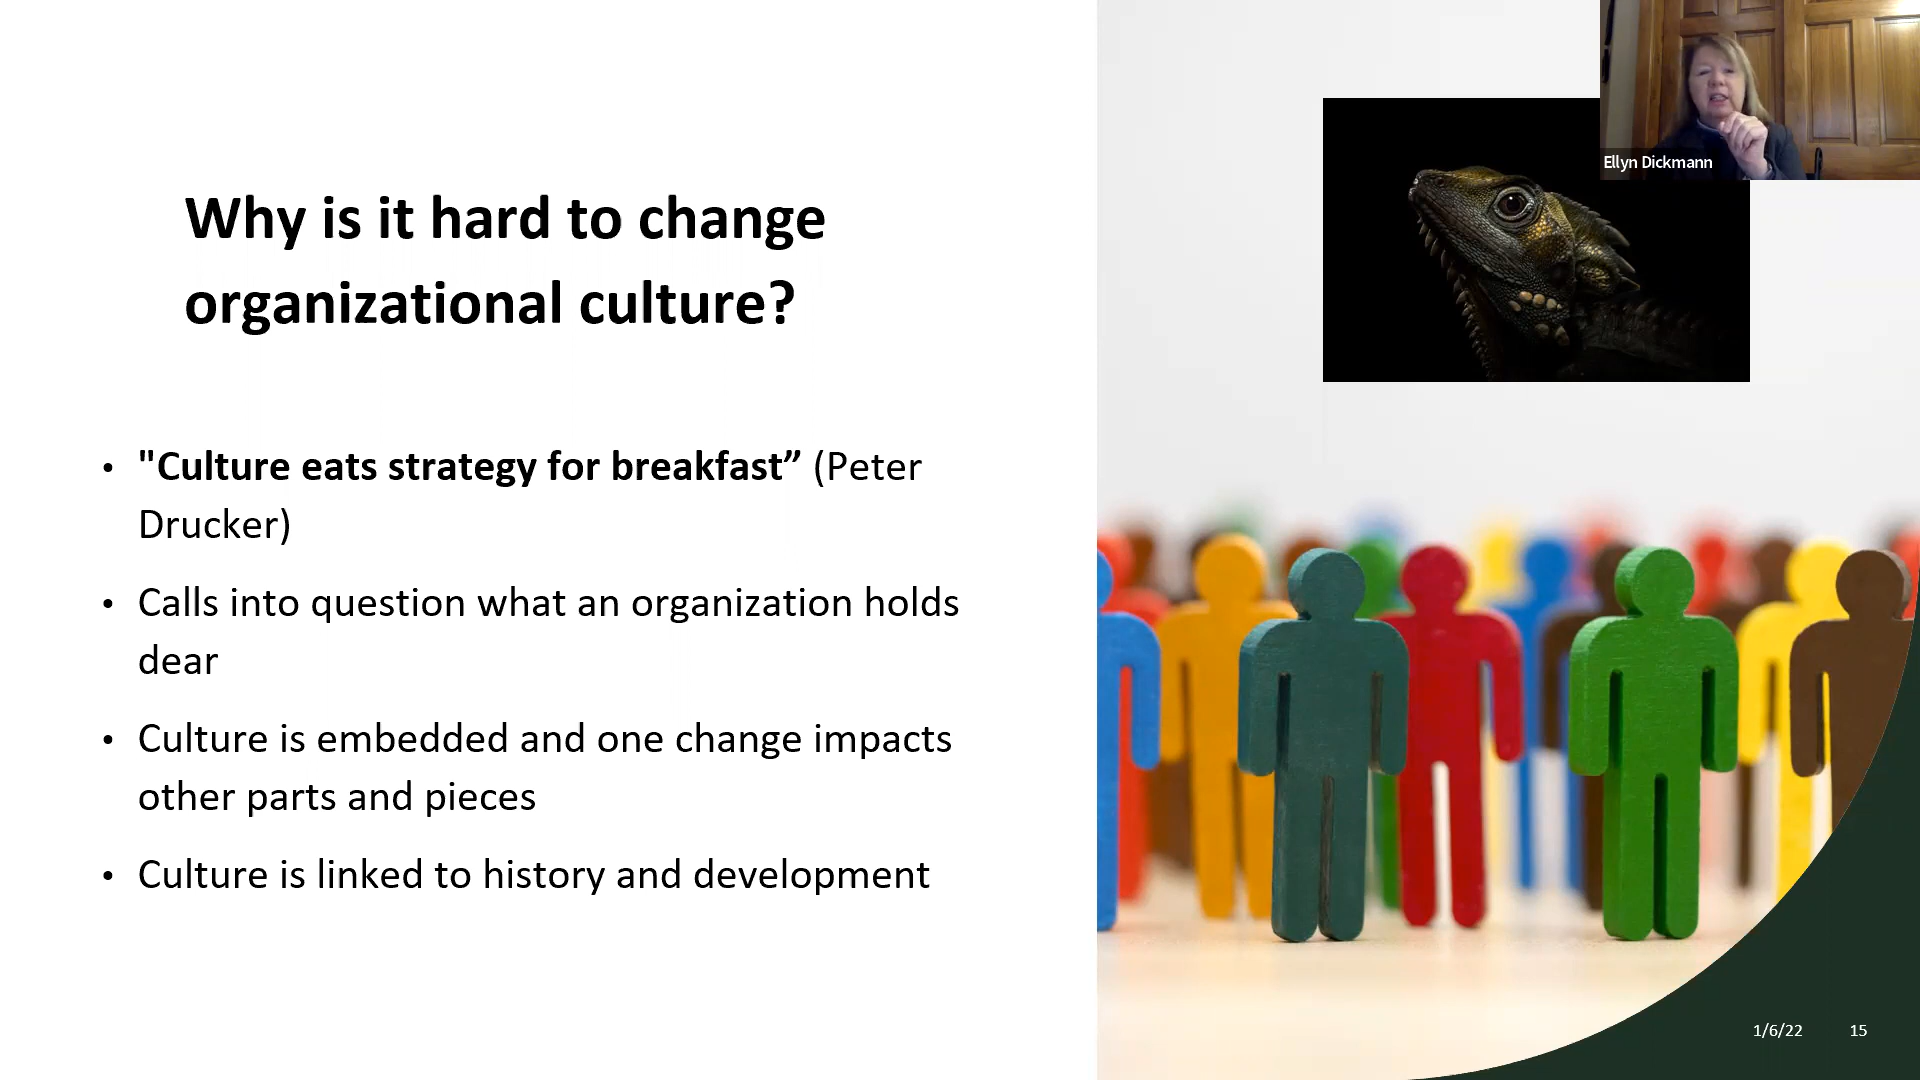 Ellyn Dickmann
Why is it hard to change
organizational culture?
• "Culture eats strategy for breakfast” (Peter
Drucker)
• Calls into question what an organization holds
dear
• Culture is embedded and one change impacts
other parts and pieces
• Culture is linked to history and development
1/6/22 15